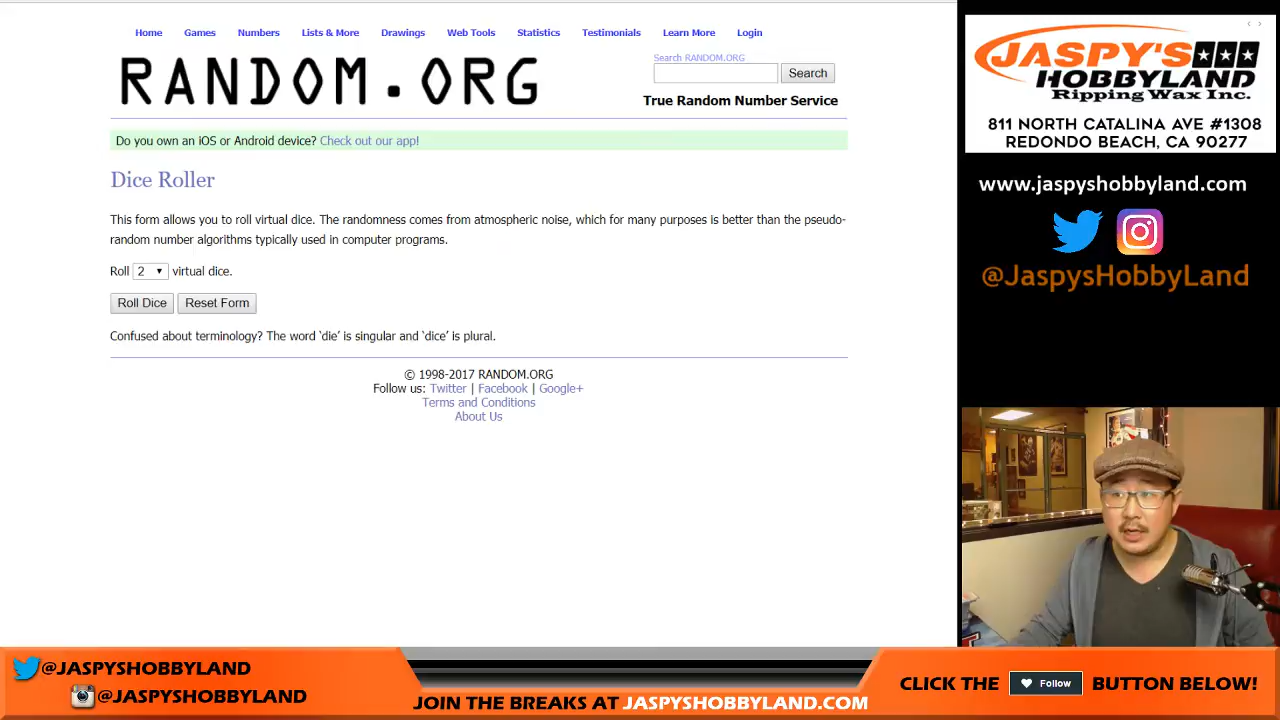 Home Games Numbers Lists & More Drawings Web Tools Statistics Testimonials Learn More Login
RANDOM.ORG
Search RANDOM.ORG
Search
True Random Number Service
Do you own an iOS or Android device? Check out our app!
Dice Roller
This form allows you to roll virtual dice. The randomness comes from atmospheric noise, which for many purposes is better than the pseudo-
random number algorithms typically used in computer programs.
Roll 2 virtual dice.
Roll Dice Reset Form
Confused about terminology? The word ‘die’ is singular and ‘dice’ is plural.
© 1998-2017 RANDOM.ORG
Follow us: Twitter | Facebook | Google+
Terms and Conditions
About Us
JASPY'S
HOBBYLAND
Ripping Wax Inc.
811 NORTH CATALINA AVE #1308
REDONDO BEACH, CA 90277
www.jaspyshobbyland.com
@JaspysHobbyLand
@JASPYSHOBBYLAND
@JASPYSHOBBYLAND
JOIN THE BREAKS AT JASPYSHOBBYLAND.COM
CLICK THE Follow BUTTON BELOW!